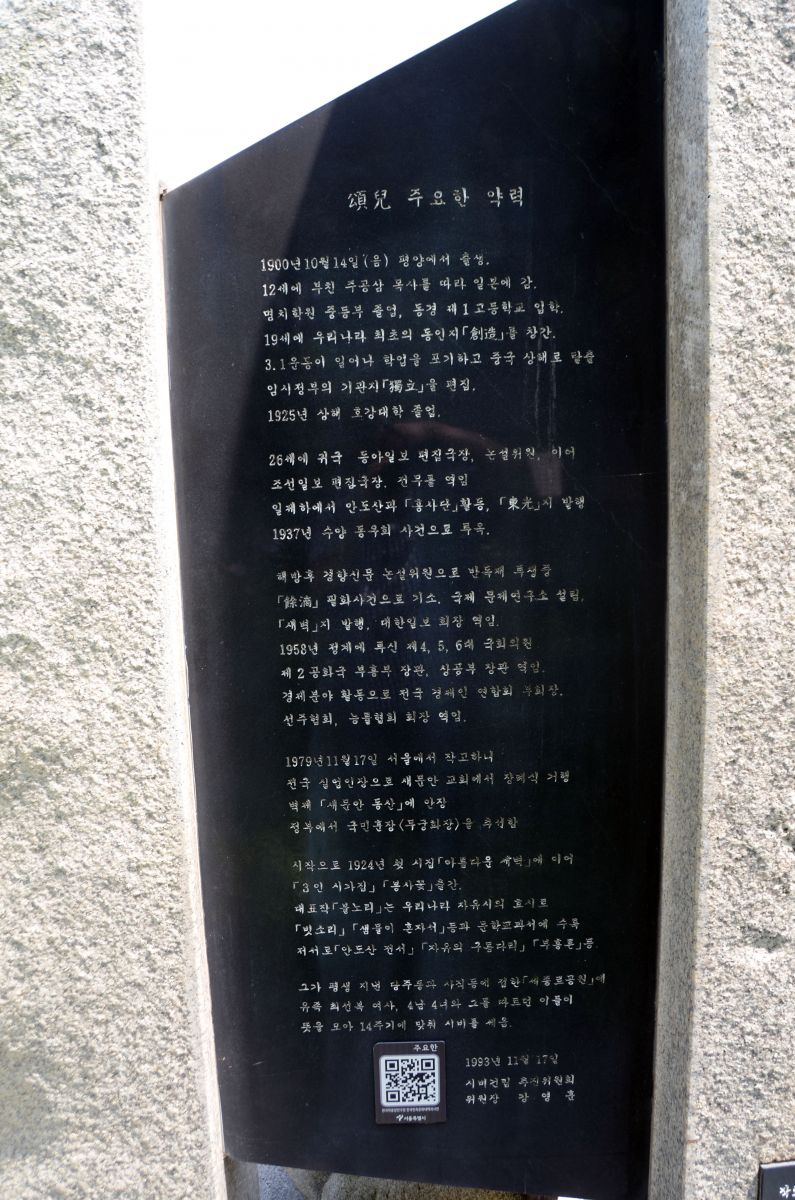 頌兒 주요한 약력
1900년10월14일(음) 평양에서 출생.
12세에 부친 주공삼 목사를 따라 일본에 감.
명치학원 중등부 졸업, 동경 제1고등학교 입학.
19세에 우리나라 최초의 동인지「創造」를 창간.
3.1운동이 일어나 학업을 포기하고 중국 상해로 탈출
임시정부의 기관지「獨立」을 편집.
1925년 상해 호강대학 졸업.
26세에 귀국 동아일보 편집국장, 논설위원, 이어
조선일보 편집국장, 전무를 역임
일제하에서 안도산과「흥사단」활동,「東光」지 발행
1937년 수양 동우회 사건으로 투옥.
해방후 경향신문 논설위원으로 반독재 투쟁중
「餘滴」필화사건으로 기소. 국제 문제연구소 설립,
「새벽」지 발행, 대한일보 회장 역임.
1958년 정계에 투신 제4, 5, 6대 국회의원
제2공화국 부흥부 장관, 상공부 장관 역임.
경제분야 활동으로 전국 경제인 연합회 부회장,
선주협회, 능률협회 회장 역임.
1979년11월17일 서울에서 작고하니
전국 실업인장으로 새문안 교회에서 장례식 거행
벽제「새문안 동산」에 안장
정부에서 국민훈장〈무궁화장〉을 추서함
시작으로 1924년 첫 시집「아름다운 새벽」에 이어
「3인 시가집」「봉사꽃」출간.
대표작「불노리」는 우리나라 자유시의 효시로
「빗소리」「샘물이 혼자서」등과 문학교과서에 수록
저서로「안도산 전서」「자유의 구름다리」「부흥론」등
그가 평생 지낸 당주동과 사직동에 접한「세종로공원」에
유족 최선복 여사, 4남 4녀와 그를 따르던 이들이
뜻을 모아 14주기에 맞춰 시비를 세움.
1993년 11월 17일
시비건립 추진위원회
위원장 강영훈
주요한
서울특별시